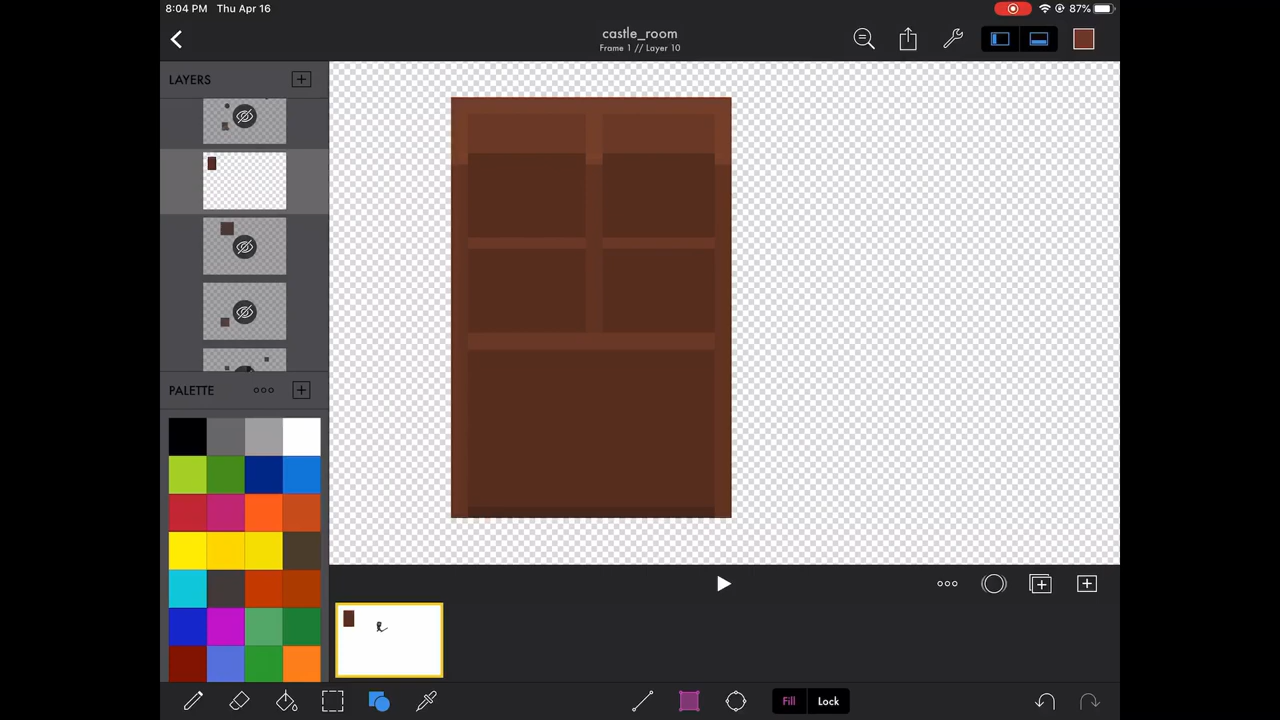 8:04 PM Thu Apr 16
87%
castle_room
Frame 1 // Layer 10
LAYERS
PALETTE
Fill
Lock